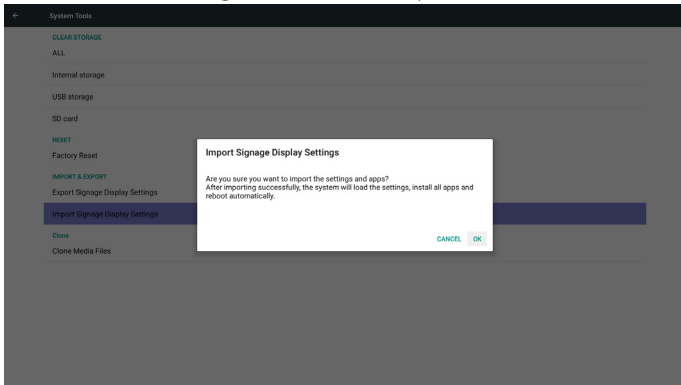 System Tools
CLEAR STORAGE
ALL
Internal storage
USB storage
SD card
RESET
Factory Reset
IMPORT & EXPORT
Export Signage Display Settings
Import Signage Display Settings
Clone
Clone Media Files
Import Signage Display Settings
Are you sure you want to import the settings and apps?
After importing successfully, the system will load the settings, install all apps and
reboot automatically.
CANCEL OK